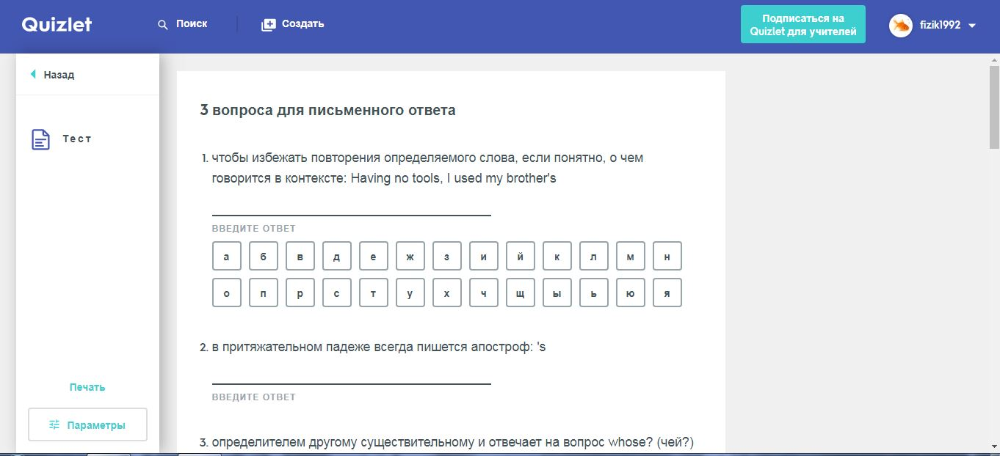 Quizlet
Поиск
Создать
Подписаться на
Quizlet для учителей
fizik1992
Назад
Тест
Печать
Параметры
3 вопроса для письменного ответа
1. чтобы избежать повторения определяемого слова, если понятно, о чем
говорится в контексте: Having no tools, I used my brother's
ВВЕДИТЕ ОТВЕТ
а б в д е ж з и й к л м н
о п р с т у х ч щ ы ь ю я
2. в притяжательном падеже всегда пишется апостроф: 's
ВВЕДИТЕ ОТВЕТ
3. определителем другому существительному и отвечает на вопрос whose? (чей?)